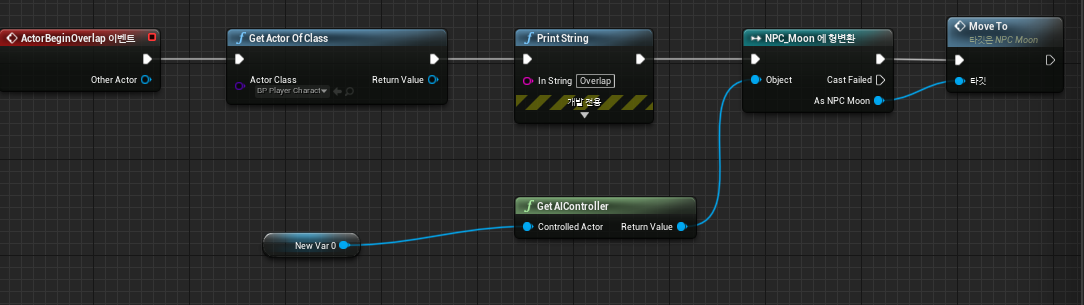 ActorBeginOverlap 이벤트
Other Actor
Get Actor Of Class
Actor Class
BP Player Charact
Return Value
Print String
In String Overlap
개발 전용
NPC_Moon 에 형변환
Object
Cast Failed
As NPC Moon
Move To
타깃은 NPC Moon
타깃
Get AIController
Controlled Actor
Return Value
New Var 0